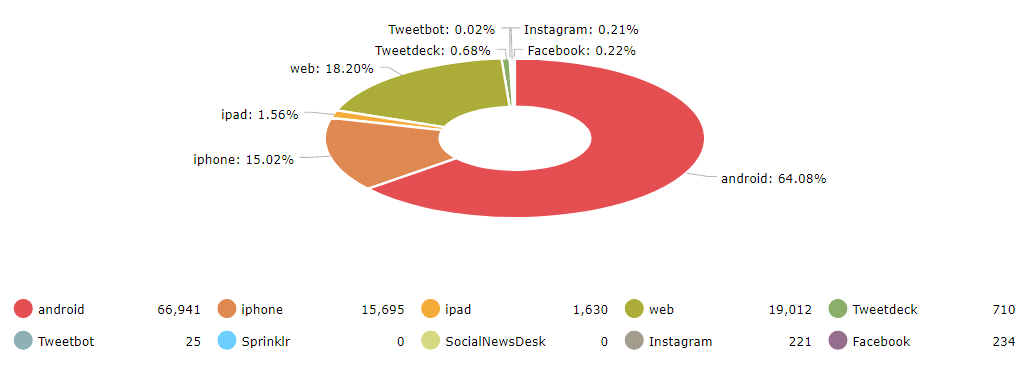 Tweetbot: 0.02% Instagram: 0.21%
Tweetdeck: 0.68% Facebook: 0.22%
web: 18.20%
ipad: 1.56%
iphone: 15.02%
android: 64.08%
android 66,941 iphone 15,695 ipad 1,630 web 19,012 Tweetdeck 710
Tweetbot 25 Sprinklr 0 SocialNewsDesk 0 Instagram 221 Facebook 234